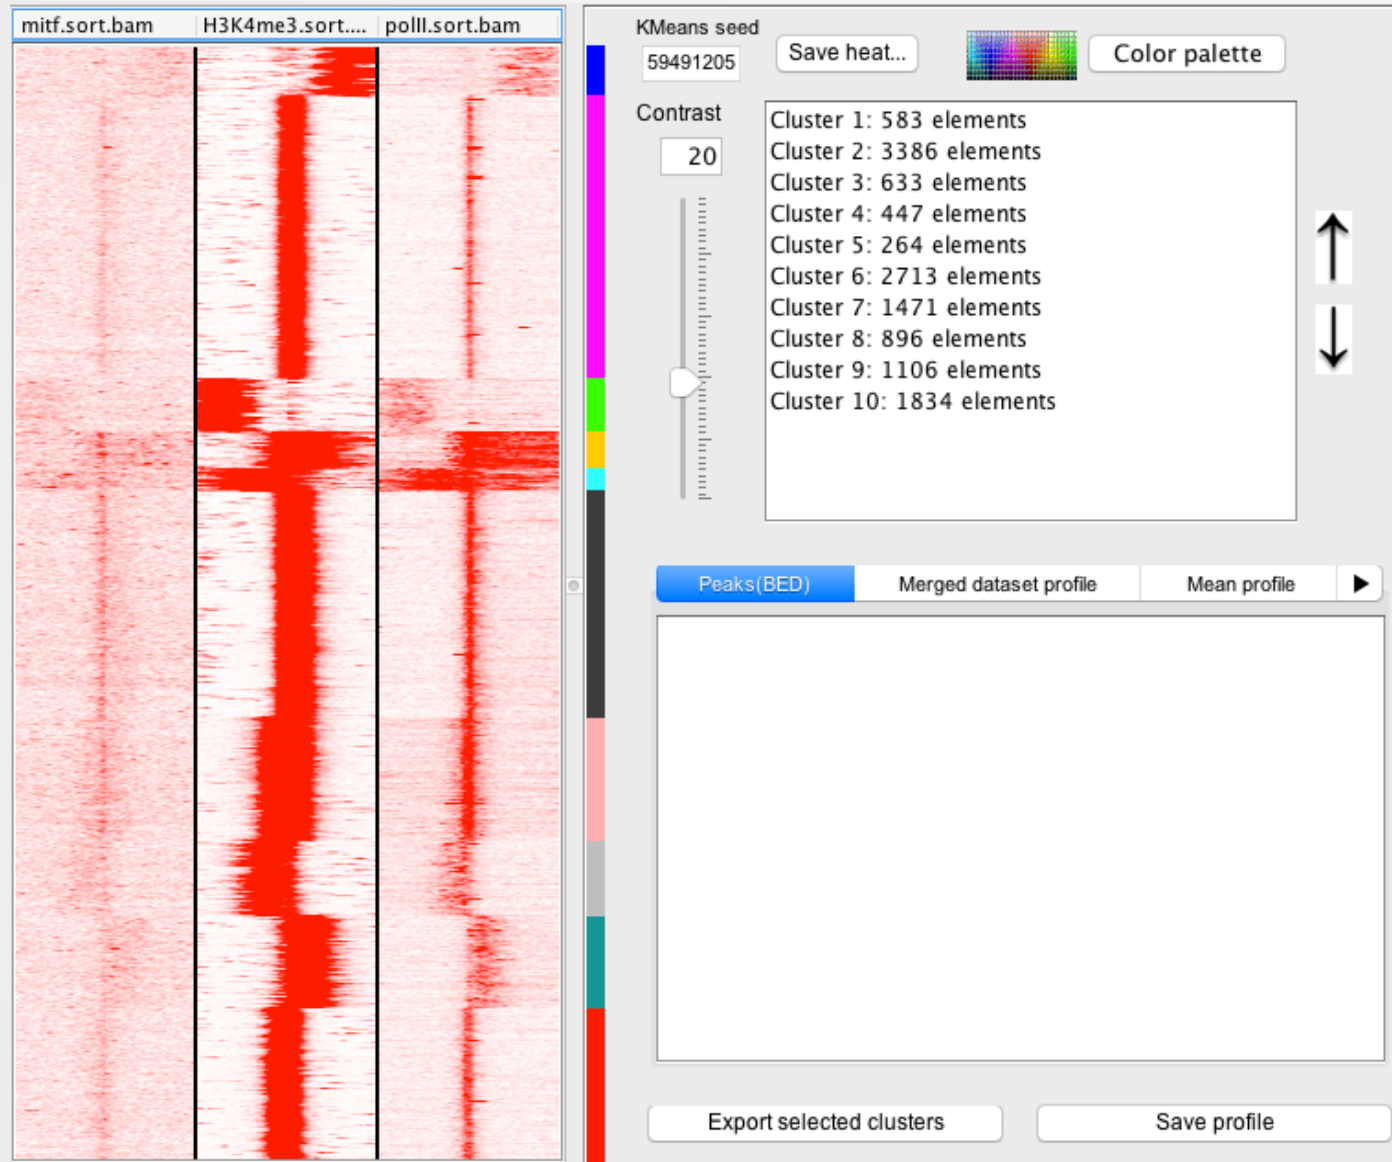 mitf.sort.bam H3K4me3.sort.... polII.sort.bam
KMeans seed
59491205
Save heat...
Color palette
Contrast
20
Cluster 1: 583 elements
Cluster 2: 3386 elements
Cluster 3: 633 elements
Cluster 4: 447 elements
Cluster 5: 264 elements
Cluster 6: 2713 elements
Cluster 7: 1471 elements
Cluster 8: 896 elements
Cluster 9: 1106 elements
Cluster 10: 1834 elements
Peaks(BED) Merged dataset profile Mean profile
Export selected clusters Save profile